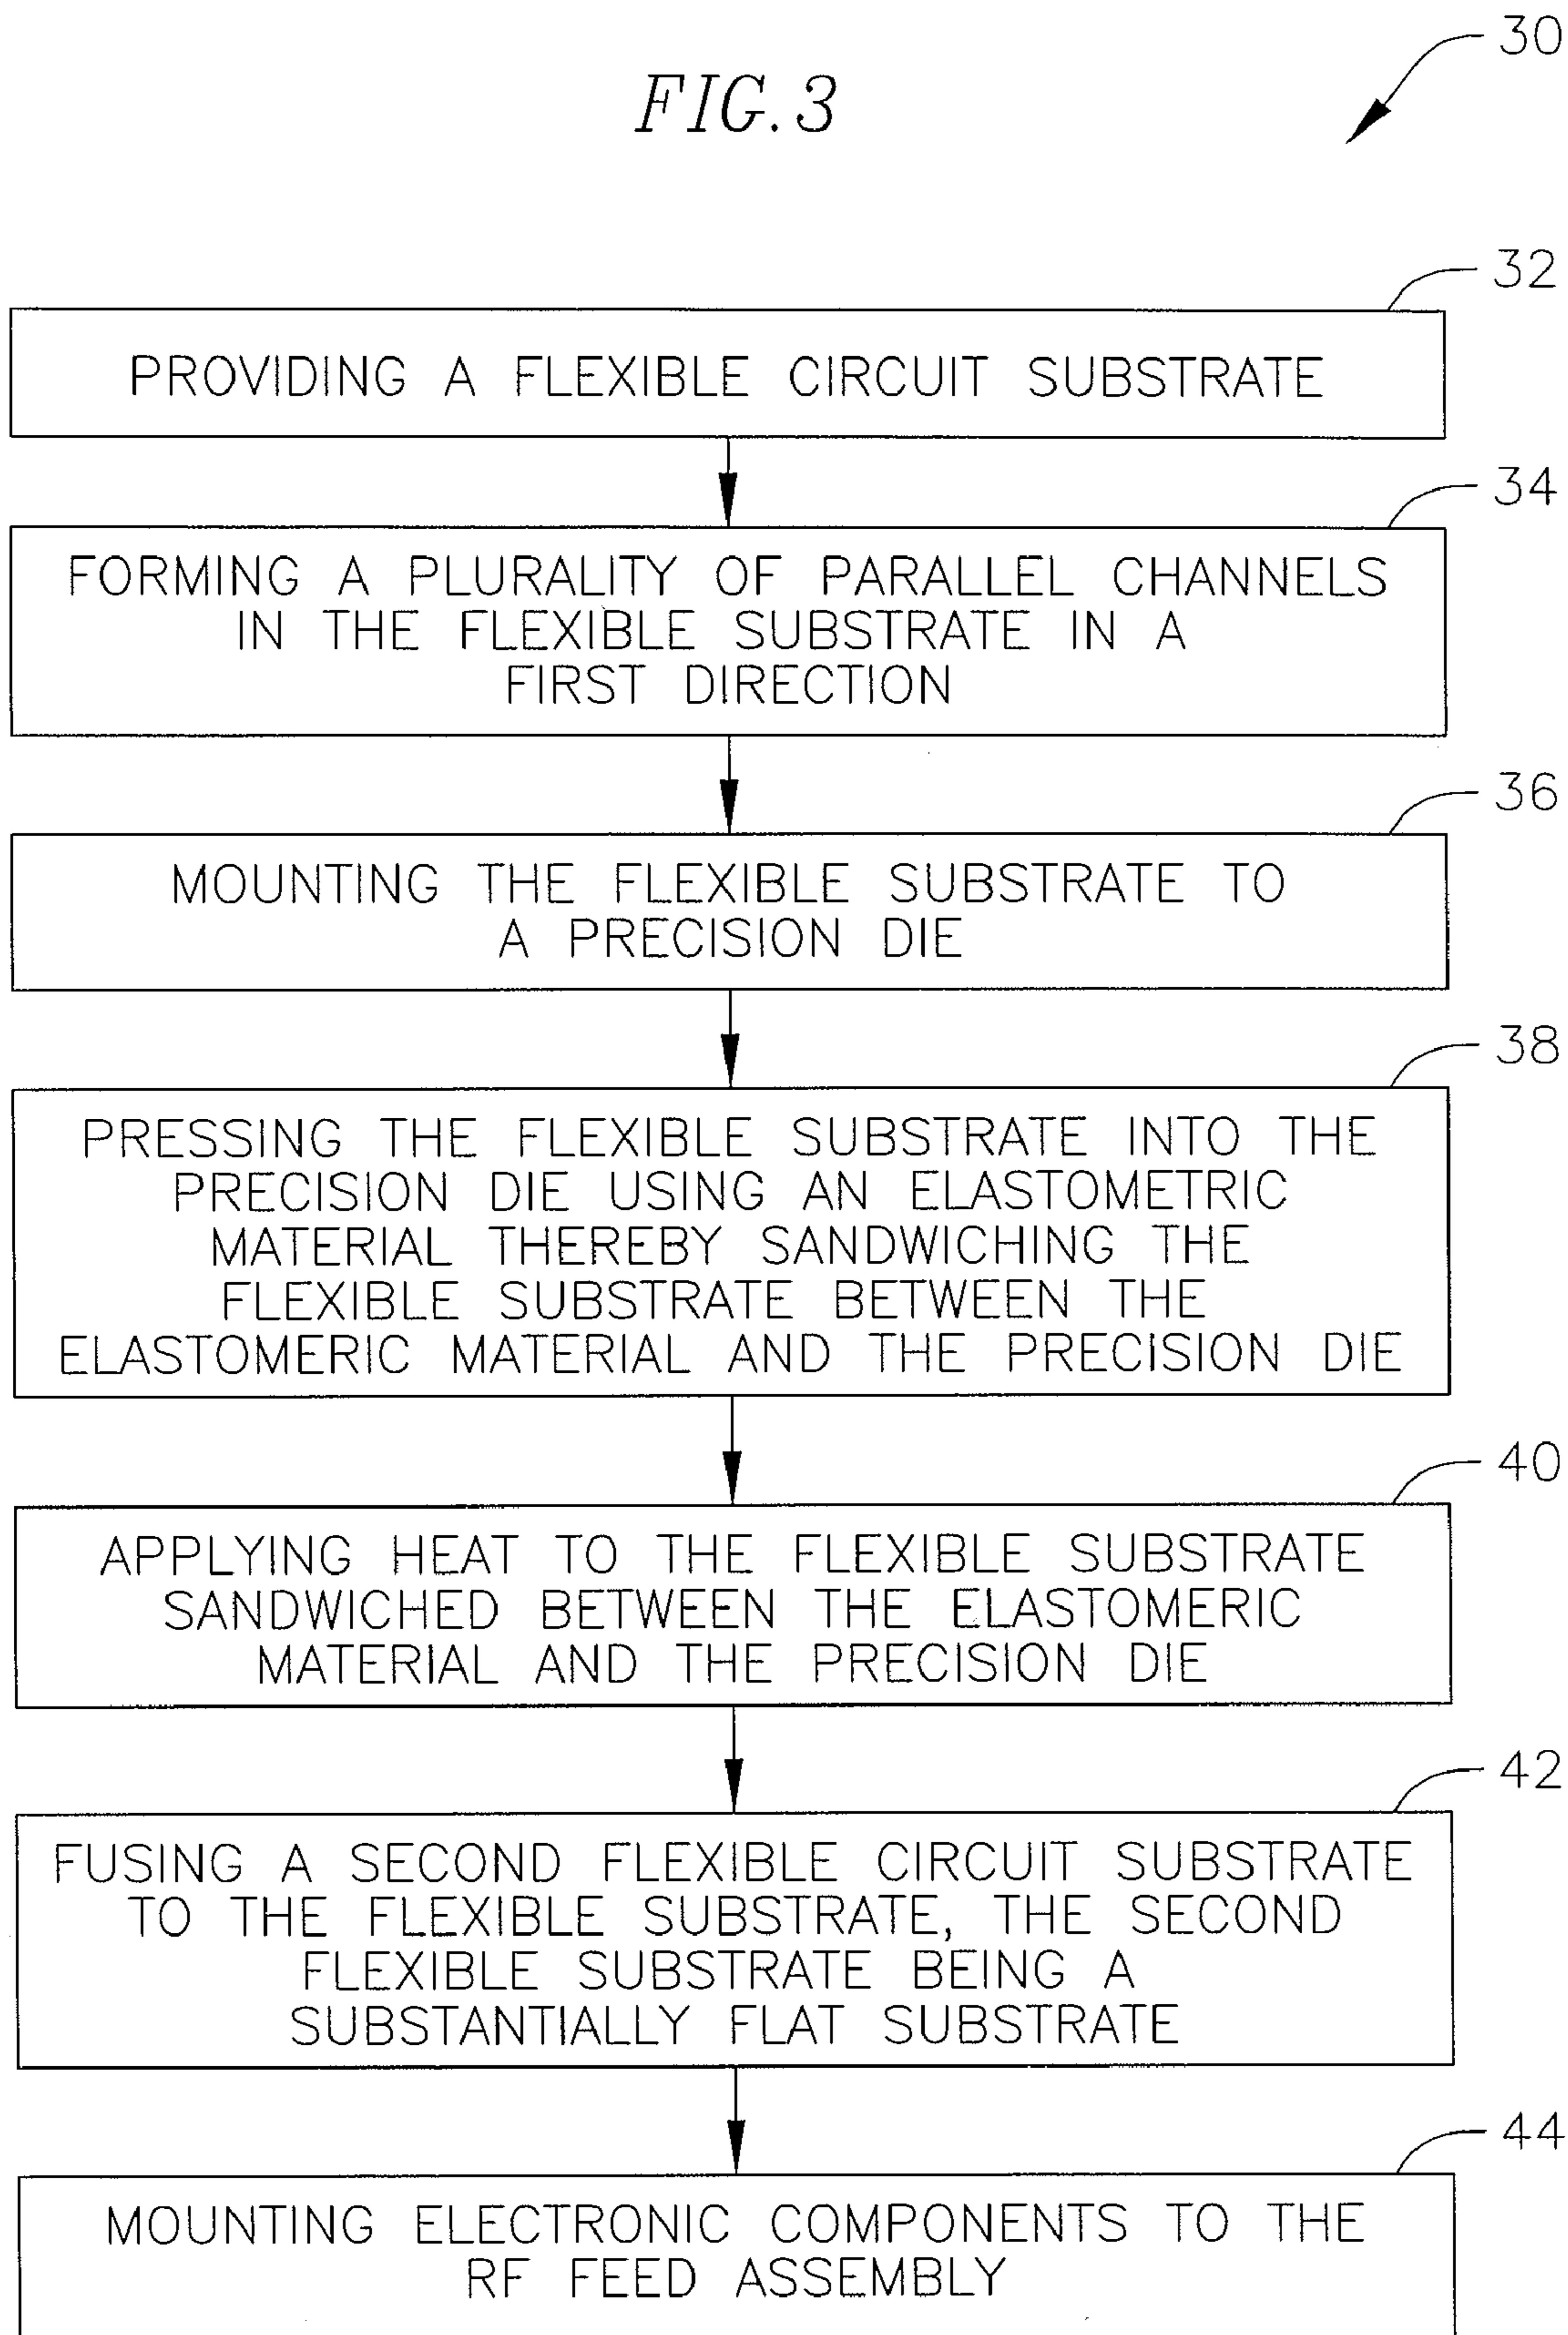 30
FIG.3
32
PROVIDING A FLEXIBLE CIRCUIT SUBSTRATE
34
FORMING A PLURALITY OF PARALLEL CHANNELS
IN THE FLEXIBLE SUBSTRATE IN A
FIRST DIRECTION
36
MOUNTING THE FLEXIBLE SUBSTRATE TO
A PRECISION DIE
38
PRESSING THE FLEXIBLE SUBSTRATE INTO THE
PRECISION DIE USING AN ELASTOMETRIC
MATERIAL THEREBY SANDWICHING THE
FLEXIBLE SUBSTRATE BETWEEN THE
ELASTOMERIC MATERIAL AND THE PRECISION DIE
40
APPLYING HEAT TO THE FLEXIBLE SUBSTRATE
SANDWICHED BETWEEN THE ELASTOMERIC
MATERIAL AND THE PRECISION DIE
42
FUSING A SECOND FLEXIBLE CIRCUIT SUBSTRATE
TO THE FLEXIBLE SUBSTRATE, THE SECOND
FLEXIBLE SUBSTRATE BEING A
SUBSTANTIALLY FLAT SUBSTRATE
44
MOUNTING ELECTRONIC COMPONENTS TO THE
RF FEED ASSEMBLY